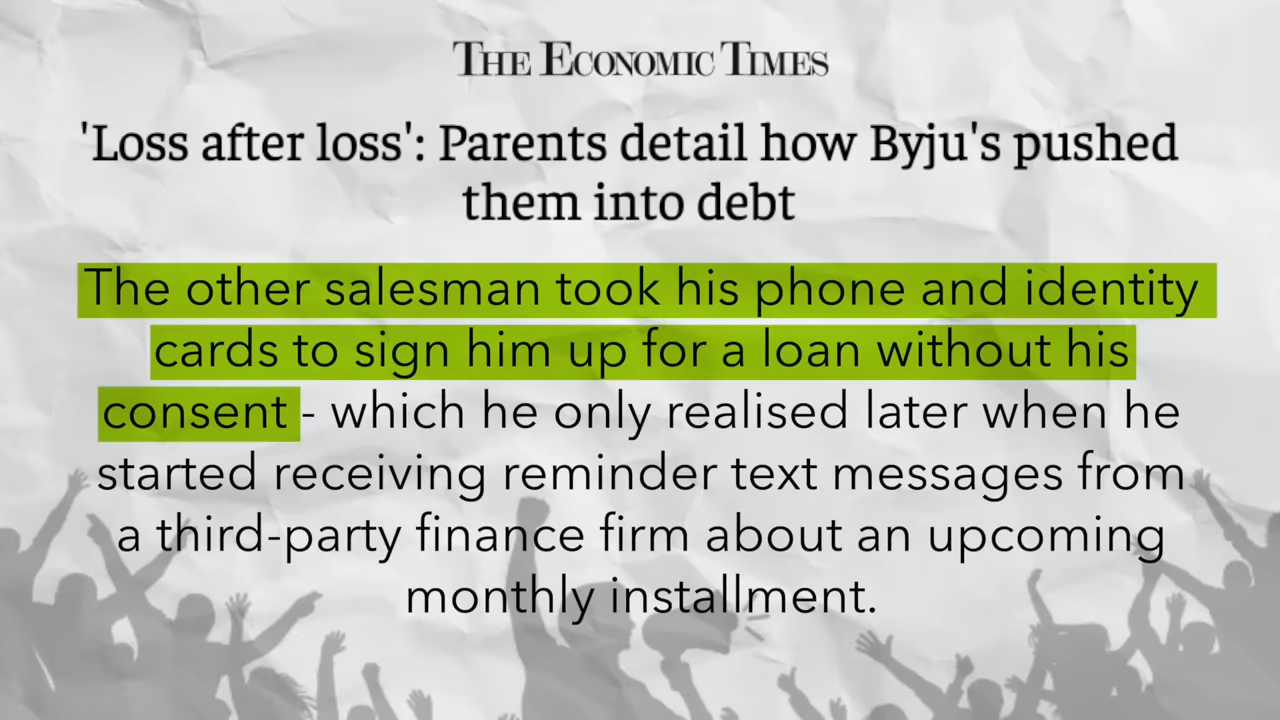 THE ECONOMIC TIMES
'Loss after loss': Parents detail how Byju's pushed
them into debt
The other salesman took his phone and identity
cards to sign him up for a loan without his
consent - which he only realised later when he
started receiving reminder text messages from
a third-party finance firm about an upcoming
monthly installment.